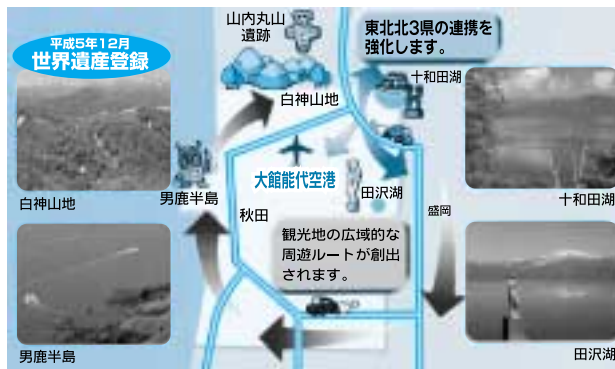 平成5年12月
世界遺産登録
山内丸山
遺跡
東北北3県の連携を
強化します。
十和田湖
白神山地
白神山地
男鹿半島
大館能代空港
田沢湖
十和田湖
秋田
盛岡
観光地の広域的な
周遊ルートが創出
されます。
男鹿半島
田沢湖